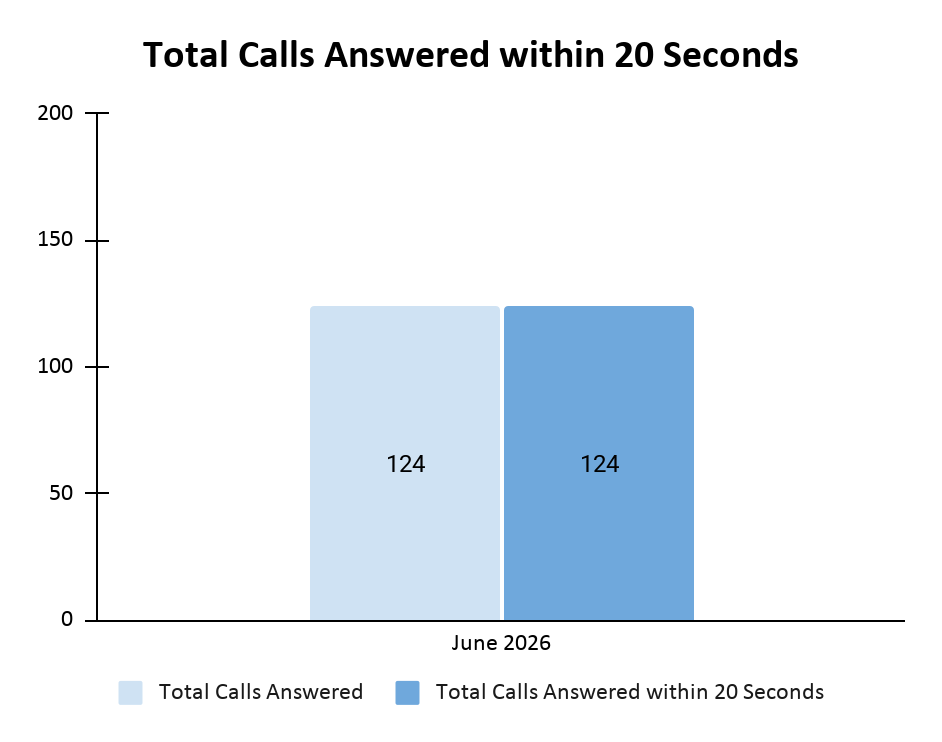 Total Calls Answered within 20 Seconds
200
150
100
50
0
124
124
June 2026
Total Calls Answered
Total Calls Answered within 20 Seconds